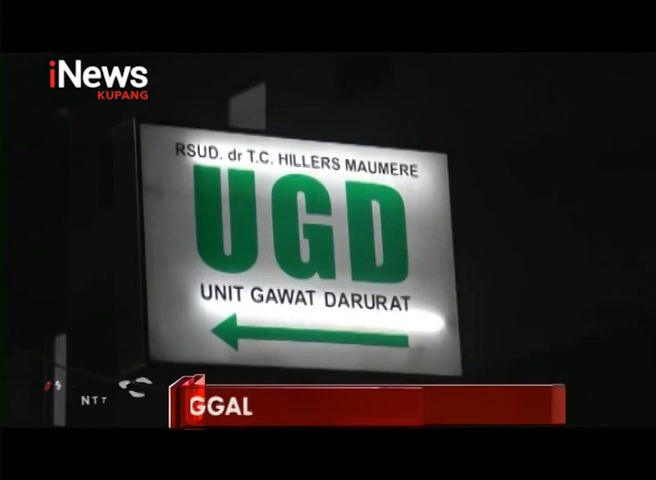 iNews
KUPANG
RSUD. dr T.C. HILLERS MAUMERE
UGD
UNIT GAWAT DARURAT
NTT
GGAL